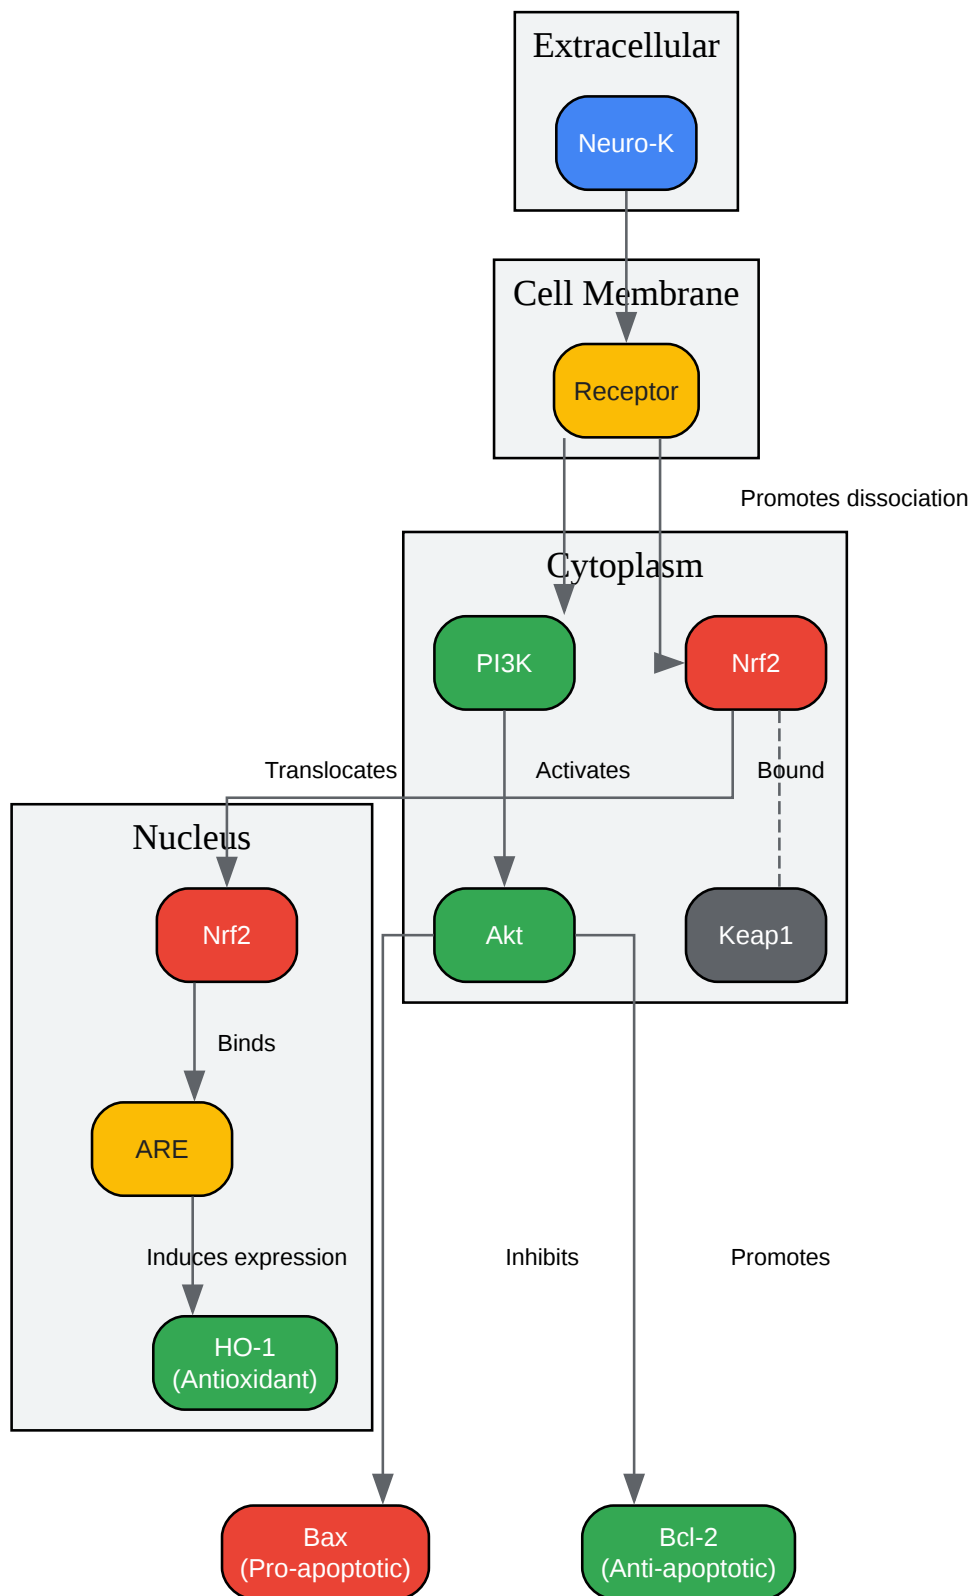 Extracellular
Neuro-K
Cell Membrane
Receptor
Promotes dissociation
Cytoplasm
PI3K
Nrf2
Translocates
Activates
Bound
Nucleus
Nrf2
Akt
Keap1
Binds
ARE
Induces expression
Inhibits
Promotes
HO-1
(Antioxidant)
Bax
(Pro-apoptotic)
Bcl-2
(Anti-apoptotic)